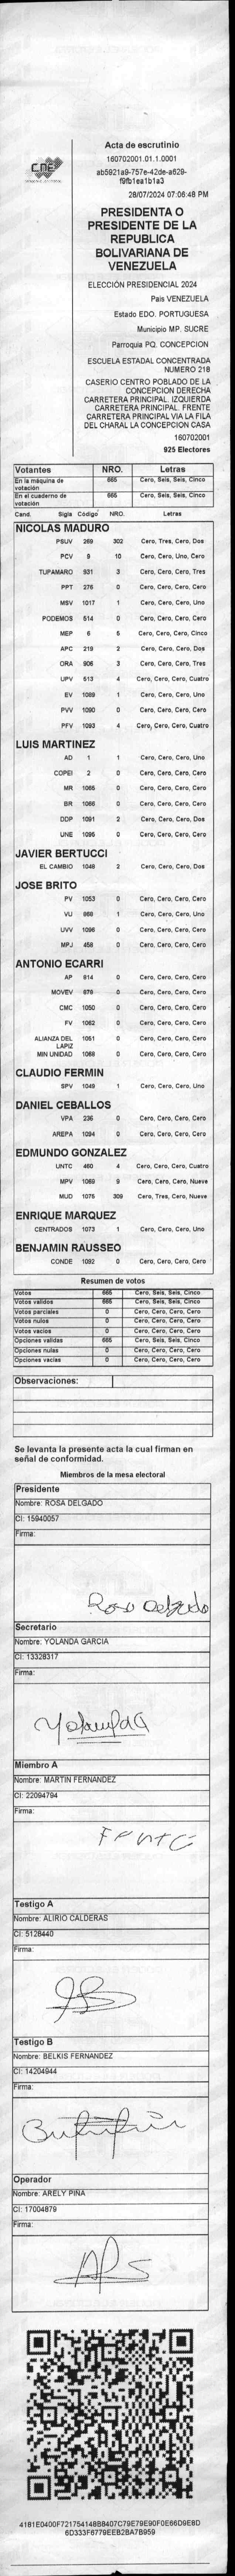 CNE
Acta de escrutinio
160702001.01.1.0001
ab5921a9-757e-42de-a629-
f9fb1ea1b1a3
28/07/2024 07:06:48 PM
PRESIDENTA O
PRESIDENTE DE LA
REPUBLICA
BOLIVARIANA DE
VENEZUELA
ELECCIÓN PRESIDENCIAL 2024
Pais VENEZUELA
Estado EDO. PORTUGUESA
Municipio MP. SUCRE
Parroquia PQ. CONCEPCION
ESCUELA ESTADAL CONCENTRADA
NUMERO 218
CASERIO CENTRO POBLADO DE LA
CONCEPCION DERECHA
CARRETERA PRINCIPAL. IZQUIERDA
CARRETERA PRINCIPAL. FRENTE
CARRETERA PRINCIPAL VIA LA FILA
DEL CHARAL LA CONCEPCION CASA
160702001
925 Electores
Votantes NRO. Letras
En la máquina de votación 665 Cero, Seis, Seis, Cinco
En el cuaderno de votación 665 Cero, Seis, Seis, Cinco
Cand. Sigla Código NRO. Letras
NICOLAS MADURO
PSUV 269 302 Cero, Tres, Cero, Dos
PCV 9 10 Cero, Cero, Uno, Cero
TUPAMARO 931 3 Cero, Cero, Cero, Tres
PPT 276 0 Cero, Cero, Cero, Cero
MSV 1017 1 Cero, Cero, Cero, Uno
PODEMOS 514 0 Cero, Cero, Cero, Cero
MEP 6 5 Cero, Cero, Cero, Cinco
APC 219 2 Cero, Cero, Cero, Dos
ORA 906 3 Cero, Cero, Cero, Tres
UPV 513 4 Cero, Cero, Cero, Cuatro
EV 1089 1 Cero, Cero, Cero, Uno
PVV 1090 0 Cero, Cero, Cero, Cero
PFV 1093 4 Cero, Cero, Cero, Cuatro
LUIS MARTINEZ
AD 1 1 Cero, Cero, Cero, Uno
COPEI 2 0 Cero, Cero, Cero, Cero
MR 1065 0 Cero, Cero, Cero, Cero
BR 1066 0 Cero, Cero, Cero, Cero
DDP 1091 2 Cero, Cero, Cero, Dos
UNE 1095 0 Cero, Cero, Cero, Cero
JAVIER BERTUCCI
EL CAMBIO 1048 2 Cero, Cero, Cero, Dos
JOSE BRITO
PV 1053 0 Cero, Cero, Cero, Cero
VU 868 1 Cero, Cero, Cero, Uno
UVV 1096 0 Cero, Cero, Cero, Cero
MPJ 458 0 Cero, Cero, Cero, Cero
ANTONIO ECARRI
AP 814 0 Cero, Cero, Cero, Cero
MOVEV 879 0 Cero, Cero, Cero, Cero
CMC 1050 0 Cero, Cero, Cero, Cero
FV 1062 0 Cero, Cero, Cero, Cero
ALIANZA DEL LAPIZ 1061 0 Cero, Cero, Cero, Cero
MIN UNIDAD 1068 0 Cero, Cero, Cero, Cero
CLAUDIO FERMIN
SPV 1049 1 Cero, Cero, Cero, Uno
DANIEL CEBALLOS
VPA 236 0 Cero, Cero, Cero, Cero
AREPA 1094 0 Cero, Cero, Cero, Cero
EDMUNDO GONZALEZ
UNTC 460 4 Cero, Cero, Cero, Cuatro
MPV 1069 9 Cero, Cero, Cero, Nueve
MUD 1076 309 Cero, Tres, Cero, Nueve
ENRIQUE MARQUEZ
CENTRADOS 1073 1 Cero, Cero, Cero, Uno
BENJAMIN RAUSSEO
CONDE 1092 0 Cero, Cero, Cero, Cero
Resumen de votos
Votos 665 Cero, Seis, Seis, Cinco
Votos validos 665 Cero, Seis, Seis, Cinco
Votos parciales 0 Cero, Cero, Cero, Cero
Votos nulos 0 Cero, Cero, Cero, Cero
Votos vacíos 0 Cero, Cero, Cero, Cero
Opciones validas 665 Cero, Seis, Seis, Cinco
Opciones nulas 0 Cero, Cero, Cero, Cero
Opciones vacias 0 Cero, Cero, Cero, Cero
Observaciones:
Se levanta la presente acta la cual firman en
señal de conformidad.
Miembros de la mesa electoral
Presidente
Nombre: ROSA DELGADO
CI: 15940057
Firma:
Rosa Delgado
Secretario
Nombre: YOLANDA GARCIA
CI: 13328317
Firma:
Yolanda G
Miembro A
Nombre: MARTIN FERNANDEZ
CI: 22094794
Firma:
Testigo A
Nombre: ALIRIO CALDERAS
CI: 5128440
Firma:
Testigo B
Nombre: BELKIS FERNANDEZ
CI: 14204944
Firma:
Operador
Nombre: ARELY PIÑA
CI: 17004879
Firma:
4181E0400F721754148B8407C79E79E90F0E66D9E8D
6D333F6779EEB2BA7B959